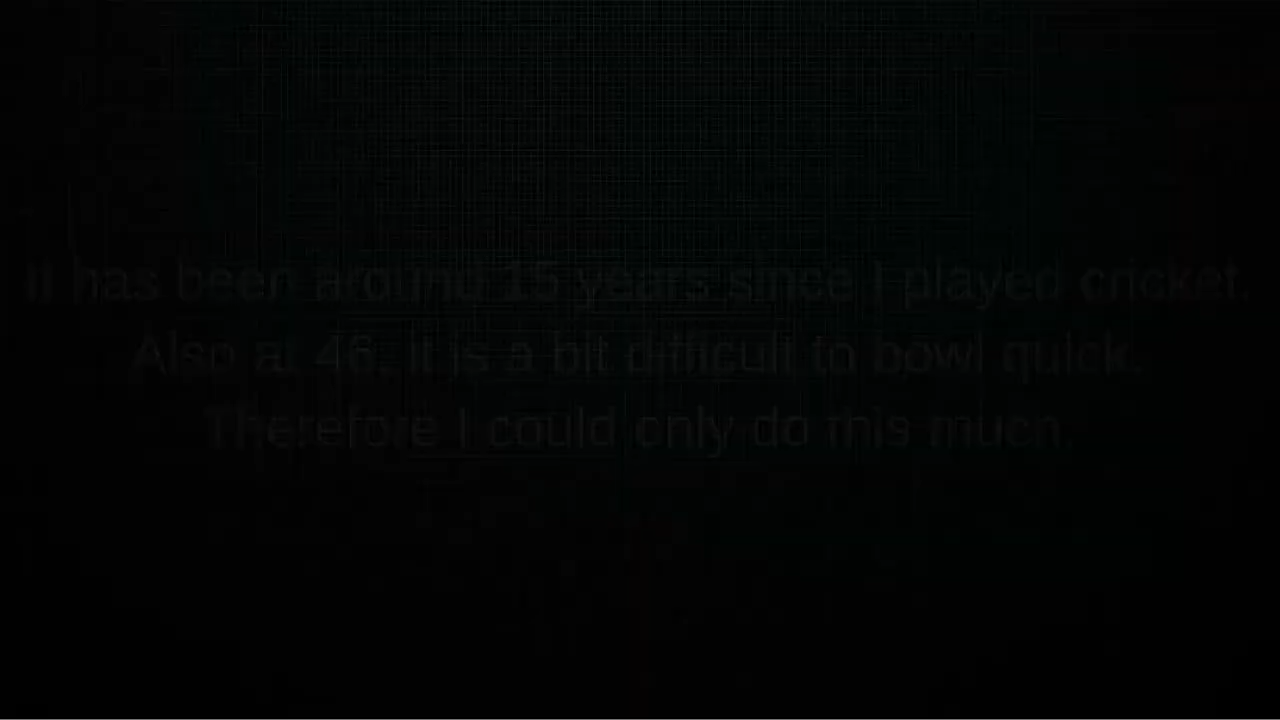 It has been around 15 years since I played cricket.
Also at 46, it is a bit difficult to bowl quick.
Therefore I could only do this much.